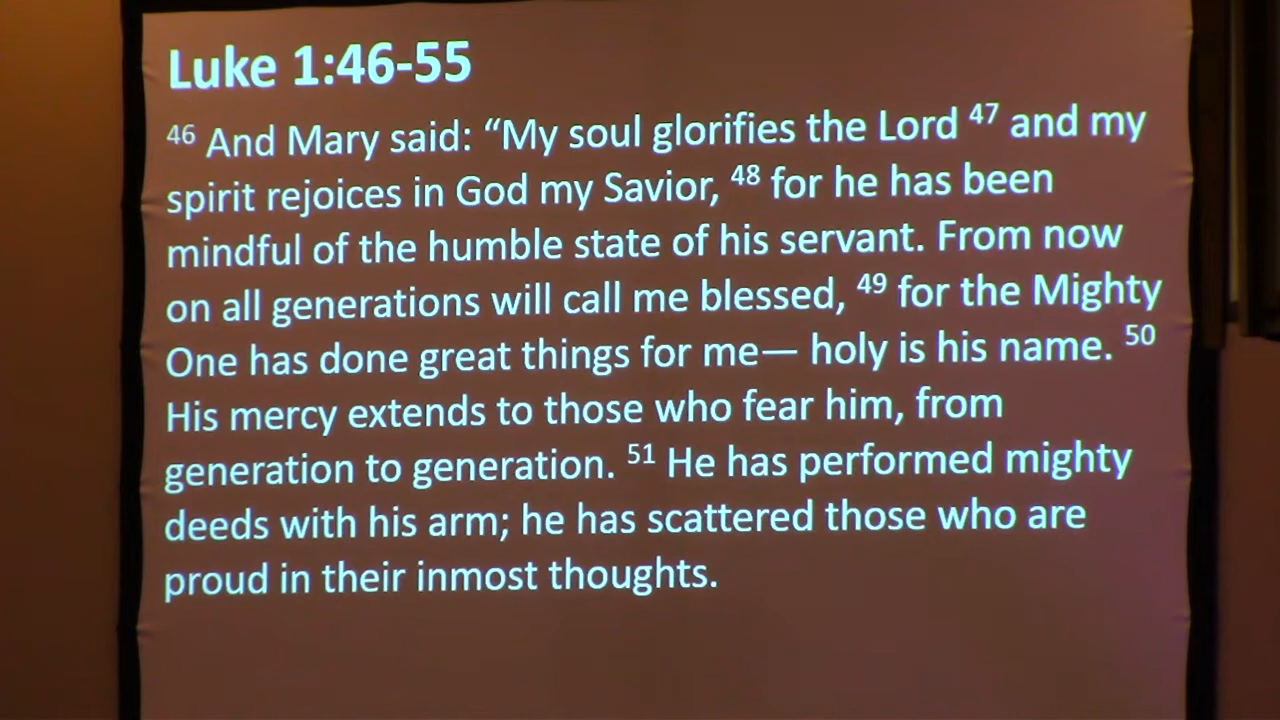 Luke 1:46-55
46 And Mary said: “My soul glorifies the Lord 47 and my
spirit rejoices in God my Savior, 48 for he has been
mindful of the humble state of his servant. From now
on all generations will call me blessed, 49 for the Mighty
One has done great things for me— holy is his name. 50
His mercy extends to those who fear him, from
generation to generation. 51 He has performed mighty
deeds with his arm; he has scattered those who are
proud in their inmost thoughts.